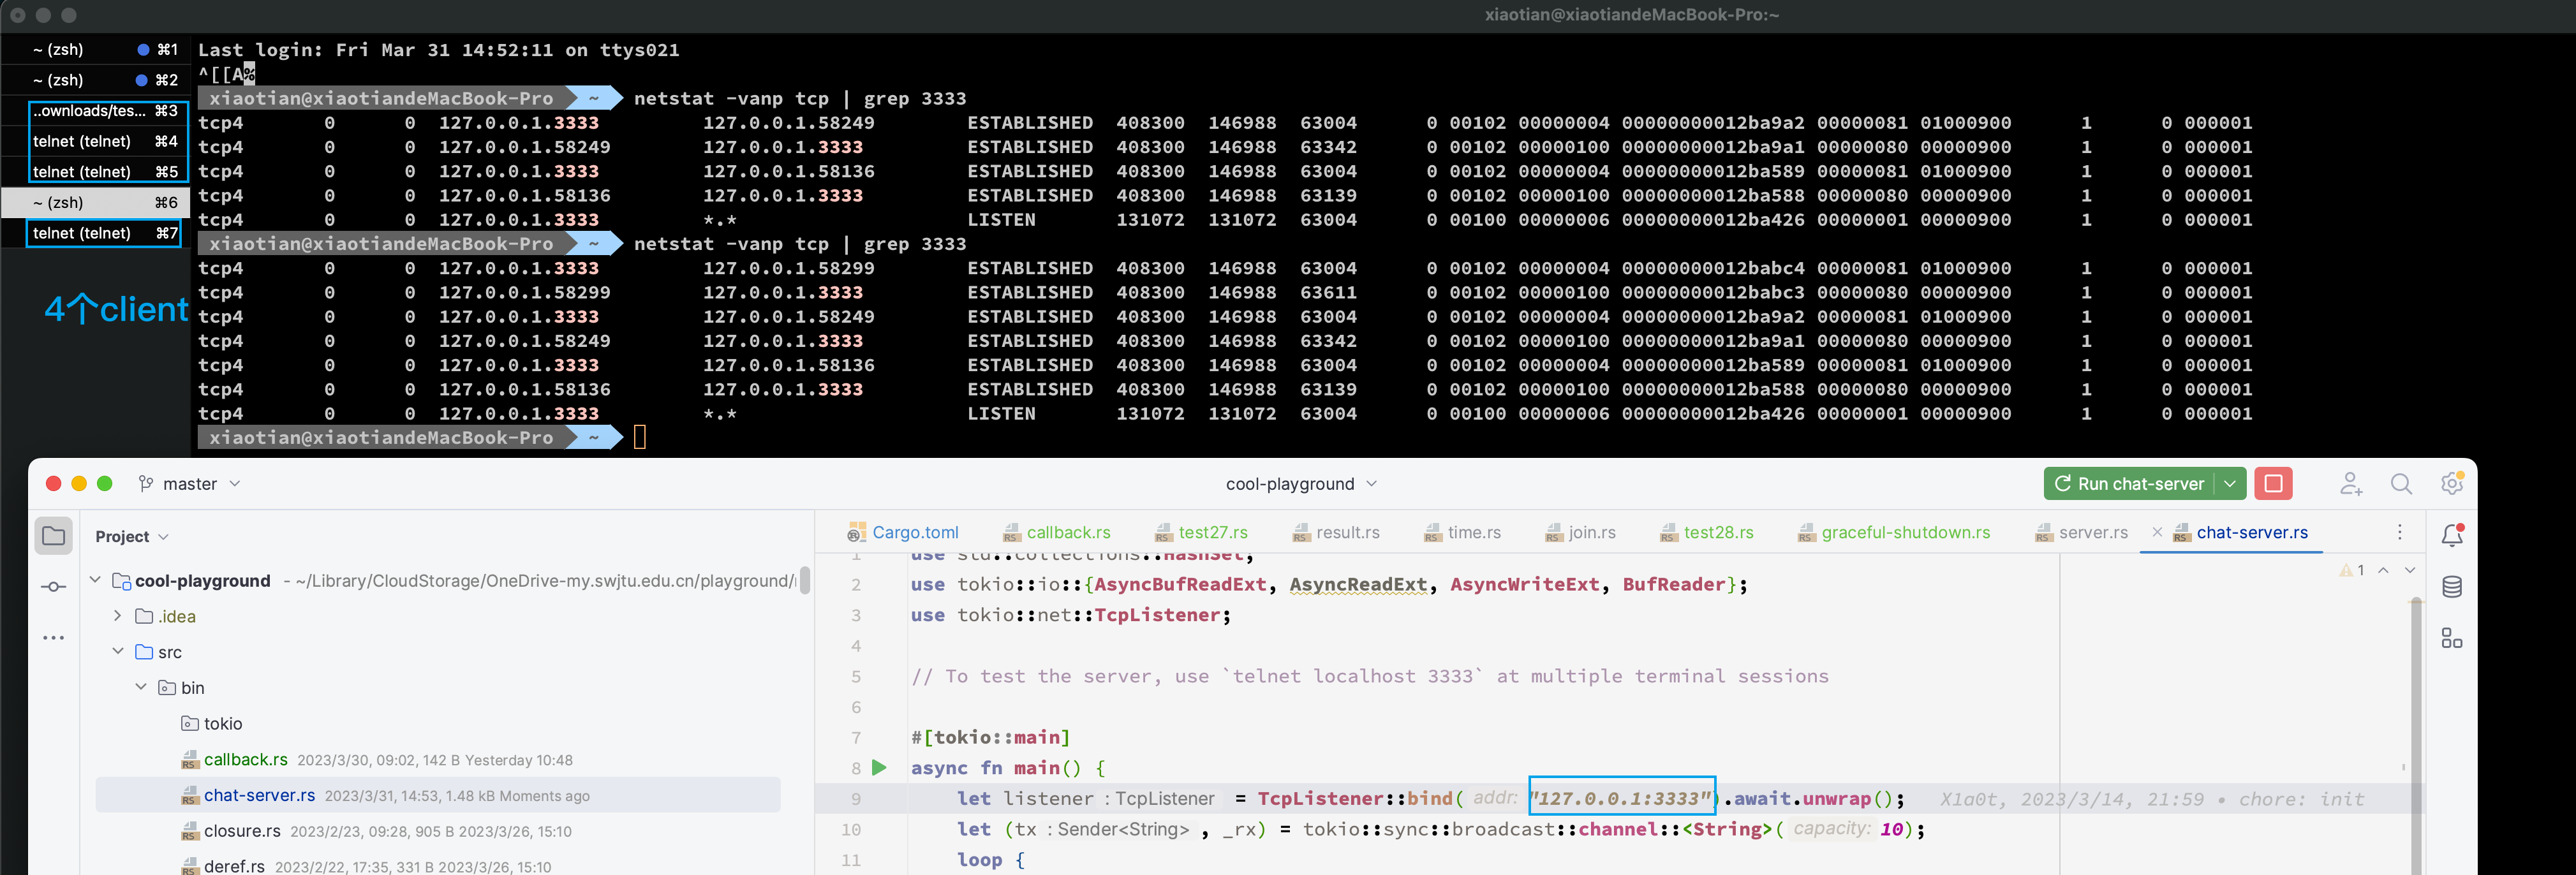 xiaotian@xiaotiandeMacBook-Pro:~
~ (zsh) ⌘1
~ (zsh) ⌘2
..ownloads/tes... ⌘3
telnet (telnet) ⌘4
telnet (telnet) ⌘5
~ (zsh) ⌘6
telnet (telnet) ⌘7
4个client
Last login: Fri Mar 31 14:52:11 on ttys021
^[[A%
xiaotian@xiaotiandeMacBook-Pro ~ netstat -vanp tcp | grep 3333
tcp4 0 0 127.0.0.1.3333 127.0.0.1.58249 ESTABLISHED 408300 146988 63004 0 00102 00000004 00000000012ba9a2 00000081 01000900 1 0 000001
tcp4 0 0 127.0.0.1.58249 127.0.0.1.3333 ESTABLISHED 408300 146988 63342 0 00102 00000100 00000000012ba9a1 00000080 00000900 1 0 000001
tcp4 0 0 127.0.0.1.3333 127.0.0.1.58136 ESTABLISHED 408300 146988 63004 0 00102 00000004 00000000012ba589 00000081 01000900 1 0 000001
tcp4 0 0 127.0.0.1.58136 127.0.0.1.3333 ESTABLISHED 408300 146988 63139 0 00102 00000100 00000000012ba588 00000080 00000900 1 0 000001
tcp4 0 0 127.0.0.1.3333 *.* LISTEN 131072 131072 63004 0 00100 00000006 00000000012ba426 00000001 00000900 1 0 000001
xiaotian@xiaotiandeMacBook-Pro ~ netstat -vanp tcp | grep 3333
tcp4 0 0 127.0.0.1.3333 127.0.0.1.58299 ESTABLISHED 408300 146988 63004 0 00102 00000004 00000000012babc4 00000081 01000900 1 0 000001
tcp4 0 0 127.0.0.1.58299 127.0.0.1.3333 ESTABLISHED 408300 146988 63611 0 00102 00000100 00000000012babc3 00000080 00000900 1 0 000001
tcp4 0 0 127.0.0.1.3333 127.0.0.1.58249 ESTABLISHED 408300 146988 63004 0 00102 00000004 00000000012ba9a2 00000081 01000900 1 0 000001
tcp4 0 0 127.0.0.1.58249 127.0.0.1.3333 ESTABLISHED 408300 146988 63342 0 00102 00000100 00000000012ba9a1 00000080 00000900 1 0 000001
tcp4 0 0 127.0.0.1.3333 127.0.0.1.58136 ESTABLISHED 408300 146988 63004 0 00102 00000004 00000000012ba589 00000081 01000900 1 0 000001
tcp4 0 0 127.0.0.1.58136 127.0.0.1.3333 ESTABLISHED 408300 146988 63139 0 00102 00000100 00000000012ba588 00000080 00000900 1 0 000001
tcp4 0 0 127.0.0.1.3333 *.* LISTEN 131072 131072 63004 0 00100 00000006 00000000012ba426 00000001 00000900 1 0 000001
xiaotian@xiaotiandeMacBook-Pro ~
master cool-playground Run chat-server
Project
cool-playground - ~/Library/CloudStorage/OneDrive-my.swjtu.edu.cn/playground/
.idea
src
bin
tokio
callback.rs 2023/3/30, 09:02, 142 B Yesterday 10:48
chat-server.rs 2023/3/31, 14:53, 1.48 kB Moments ago
closure.rs 2023/2/23, 09:28, 905 B 2023/3/26, 15:10
deref.rs 2023/2/22, 17:35, 331 B 2023/3/26, 15:10
Cargo.toml callback.rs test27.rs result.rs time.rs join.rs test28.rs graceful-shutdown.rs server.rs chat-server.rs
1 use std::collections::HashSet;
1
2 use tokio::io::{AsyncBufReadExt, AsyncReadExt, AsyncWriteExt, BufReader};
3 use tokio::net::TcpListener;
4
5 // To test the server, use `telnet localhost 3333` at multiple terminal sessions
6
7 #[tokio::main]
8 async fn main() {
9 let listener : TcpListener = TcpListener::bind( addr: "127.0.0.1:3333").await.unwrap(); X1a0t, 2023/3/14, 21:59 • chore: init
10 let (tx : Sender<String> , _rx) = tokio::sync::broadcast::channel::<String>( capacity: 10);
11 loop {